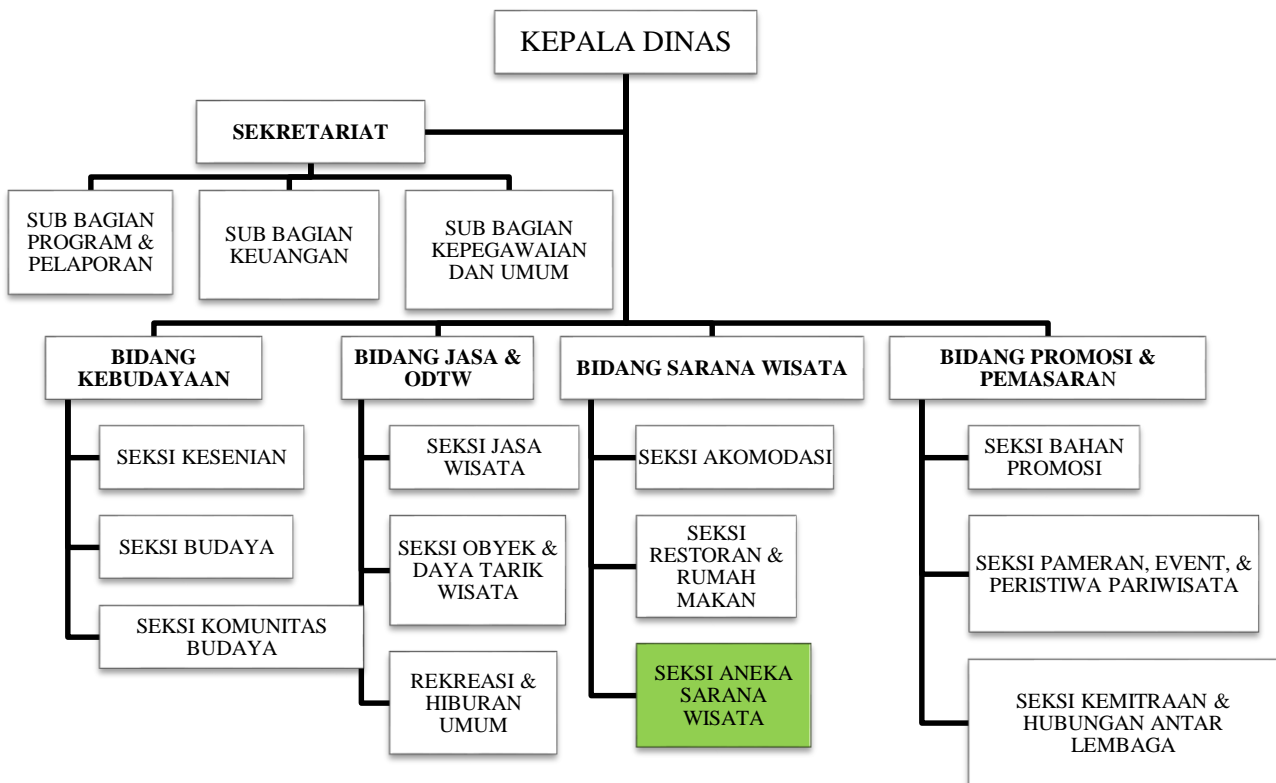 KEPALA DINAS
SEKRETARIAT
SUB BAGIAN
PROGRAM &
PELAPORAN
SUB BAGIAN
KEUANGAN
SUB BAGIAN
KEPEGAWAIAN
DAN UMUM
BIDANG
KEBUDAYAAN
SEKSI KESENIAN
SEKSI BUDAYA
SEKSI KOMUNITAS
BUDAYA
BIDANG JASA &
ODTW
SEKSI JASA
WISATA
SEKSI OBYEK &
DAYA TARIK
WISATA
REKREASI &
HIBURAN
UMUM
BIDANG SARANA WISATA
SEKSI AKOMODASI
SEKSI
RESTORAN &
RUMAH
MAKAN
SEKSI ANEKA
SARANA
WISATA
BIDANG PROMOSI &
PEMASARAN
SEKSI BAHAN
PROMOSI
SEKSI PAMERAN, EVENT, &
PERISTIWA PARIWISATA
SEKSI KEMITRAAN &
HUBUNGAN ANTAR
LEMBAGA